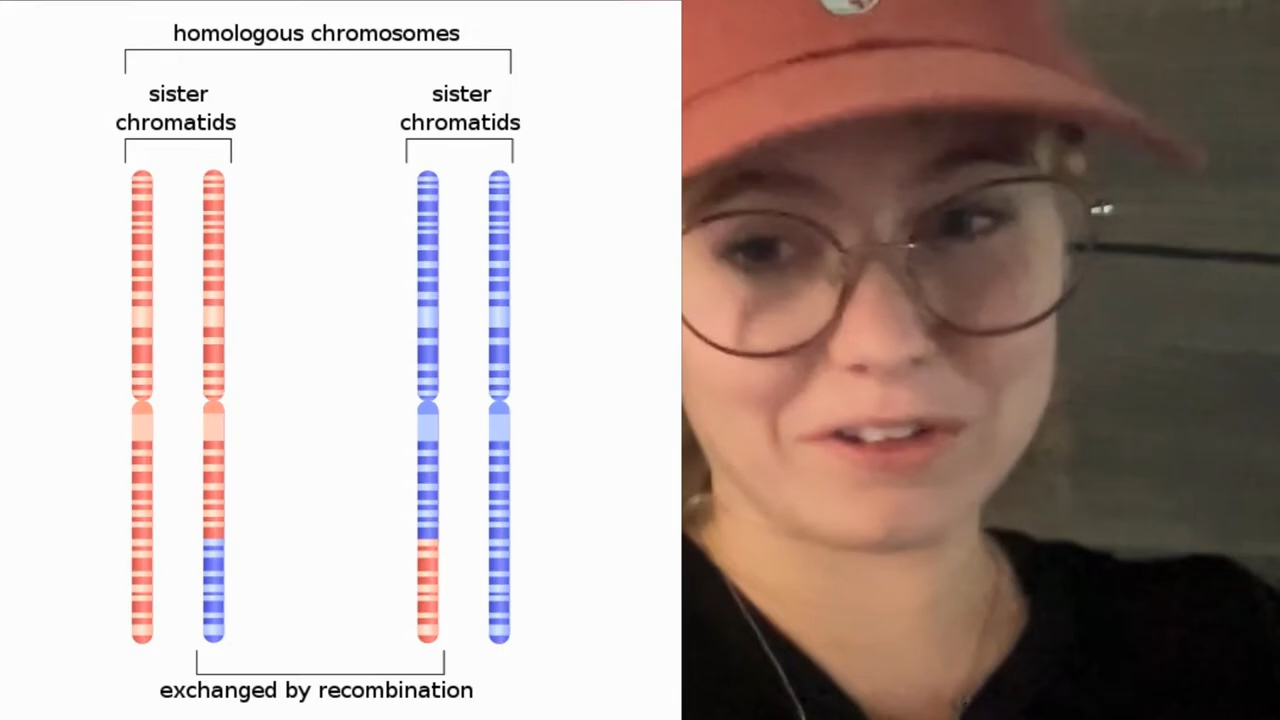 homologous chromosomes
sister
chromatids
sister
chromatids
exchanged by recombination